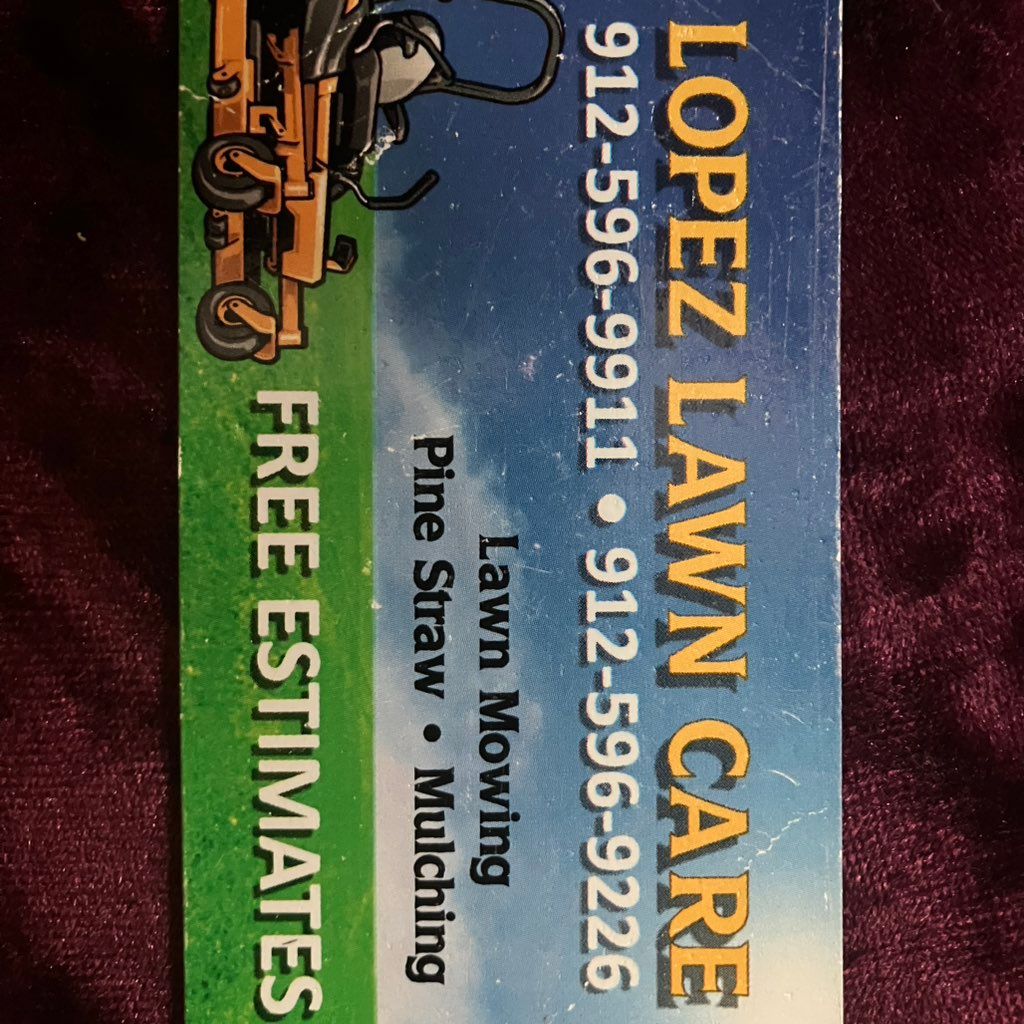 LOPEZ LAWN CARE
912-596-9911 • 912-596-9226
Lawn Mowing
Pine Straw • Mulching
FREE ESTIMATES